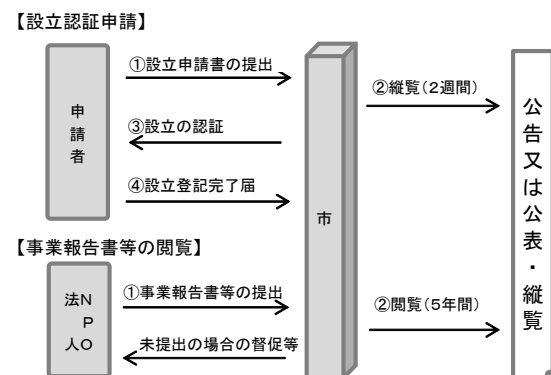 【設立認証申請】
①設立申請書の提出
②縦覧（２週間）
申請者
③設立の認証
④設立登記完了届
市
公告又は公表・縦覧
【事業報告書等の閲覧】
①事業報告書等の提出
②閲覧（５年間）
ＮＰＯ
法人
未提出の場合の督促等